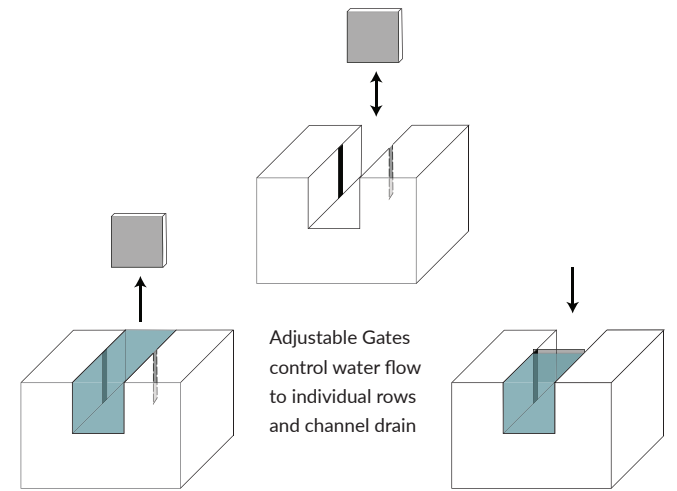 Adjustable Gates
control water flow
to individual rows
and channel drain